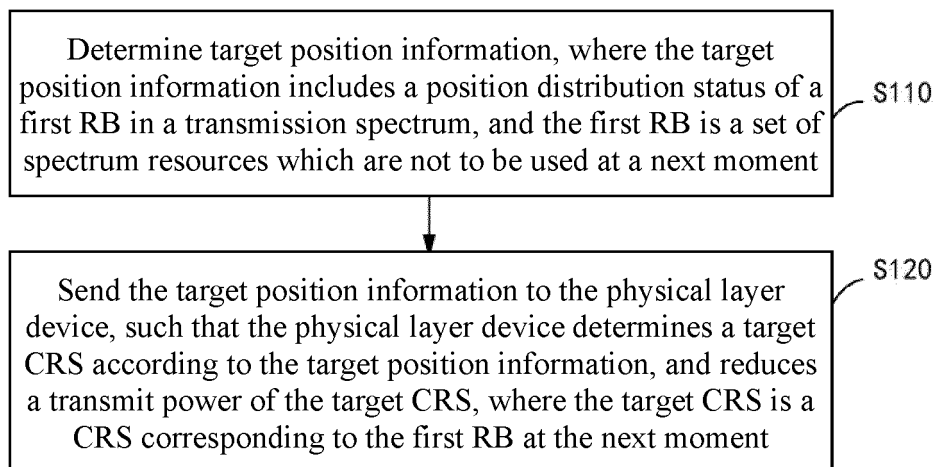 Determine target position information, where the target
position information includes a position distribution status of a
first RB in a transmission spectrum, and the first RB is a set of
spectrum resources which are not to be used at a next moment
S110
Send the target position information to the physical layer
device, such that the physical layer device determines a target
CRS according to the target position information, and reduces
a transmit power of the target CRS, where the target CRS is a
CRS corresponding to the first RB at the next moment
S120